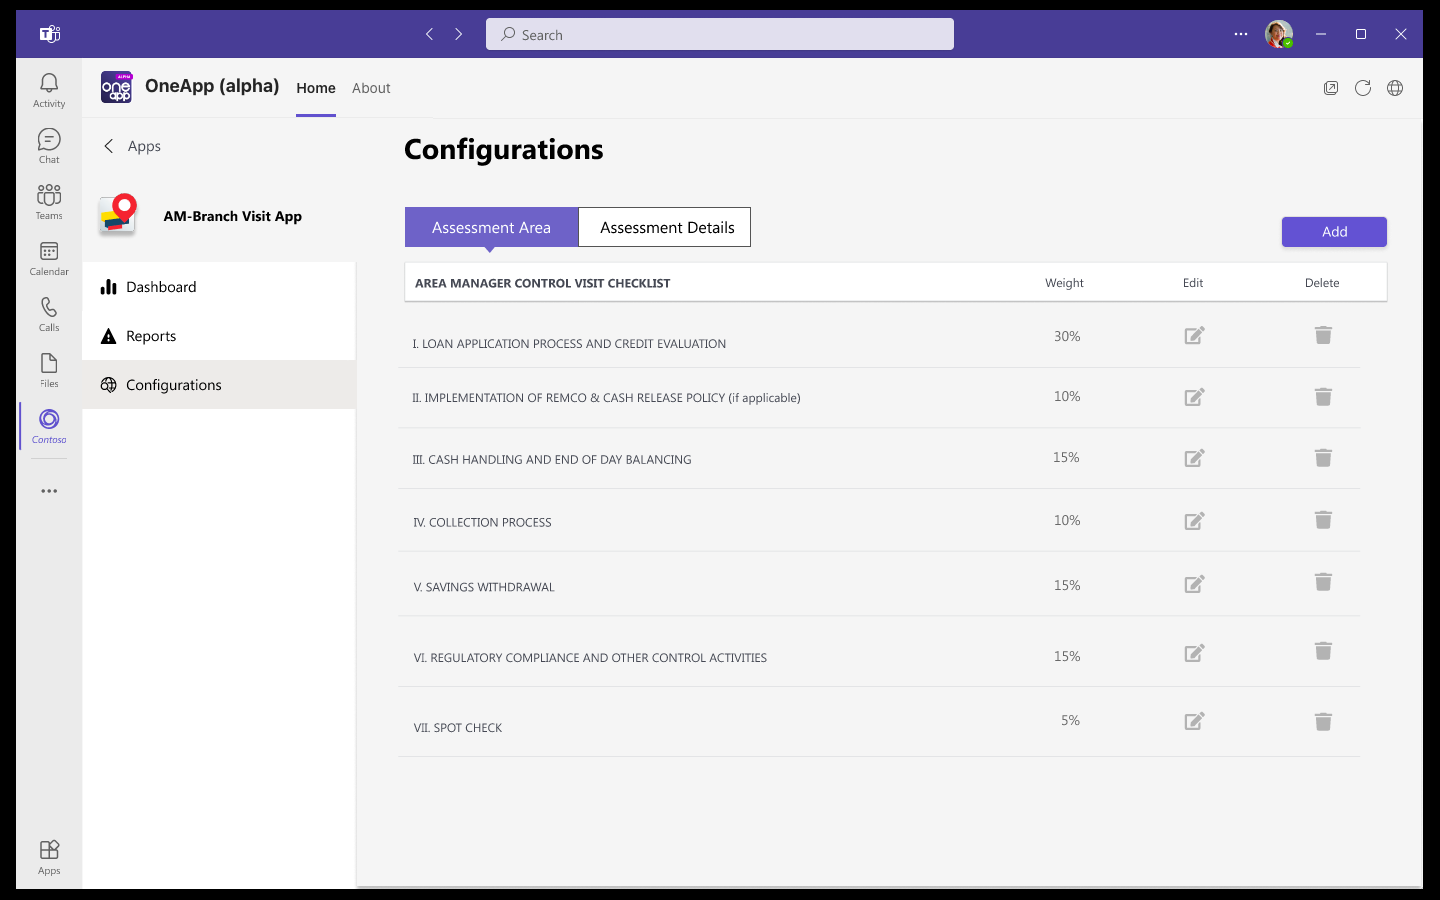 Search
Activity
Chat
Teams
Calendar
Calls
Files
Contoso
Apps
ALPHA
one
app
OneApp (alpha)
Home
About
Apps
AM-Branch Visit App
Dashboard
Reports
Configurations
Configurations
Assessment Area
Assessment Details
Add
AREA MANAGER CONTROL VISIT CHECKLIST Weight Edit Delete
I. LOAN APPLICATION PROCESS AND CREDIT EVALUATION 30%
II. IMPLEMENTATION OF REMCO & CASH RELEASE POLICY (if applicable) 10%
III. CASH HANDLING AND END OF DAY BALANCING 15%
IV. COLLECTION PROCESS 10%
V. SAVINGS WITHDRAWAL 15%
VI. REGULATORY COMPLIANCE AND OTHER CONTROL ACTIVITIES 15%
VII. SPOT CHECK 5%